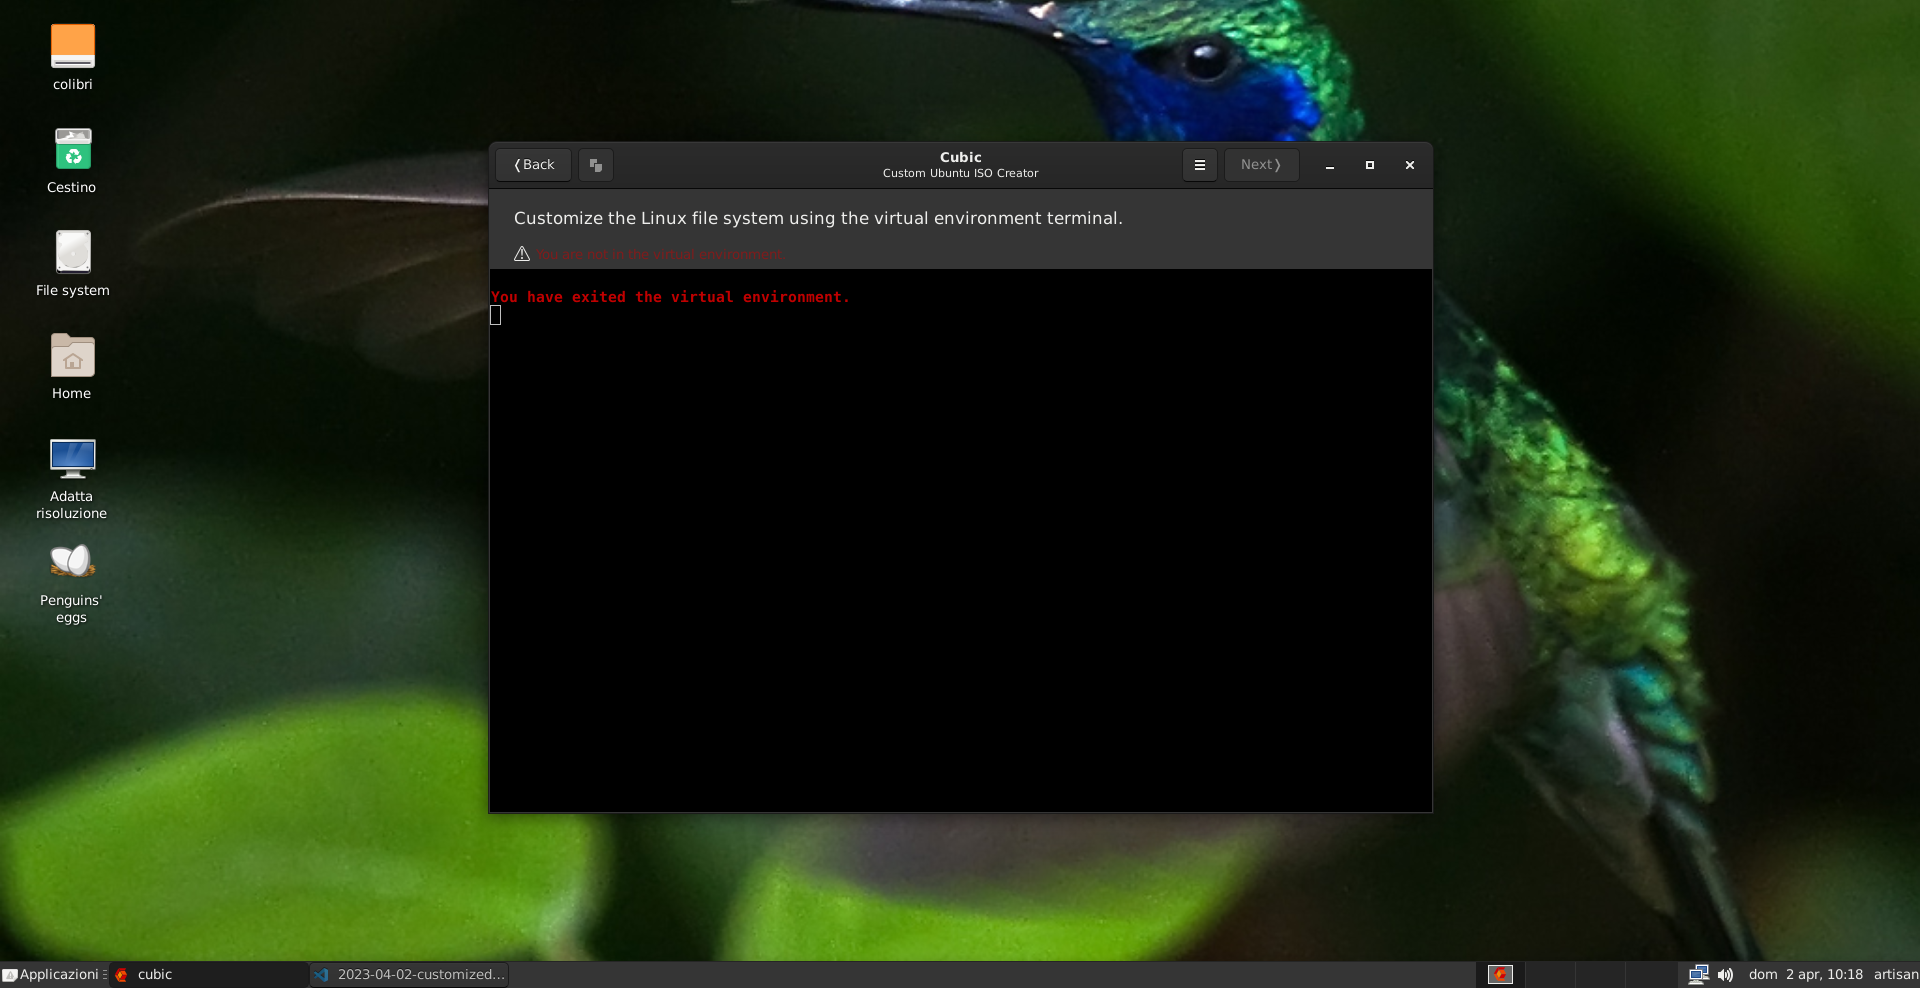 colibri
Cestino
File system
Home
Adatta
risoluzione
Penguins'
eggs
Back
Cubic
Custom Ubuntu ISO Creator
Next
Customize the Linux file system using the virtual environment terminal.
You are not in the virtual environment.
You have exited the virtual environment.
Applicazioni
cubic
2023-04-02-customized...
dom 2 apr, 10:18
artisan